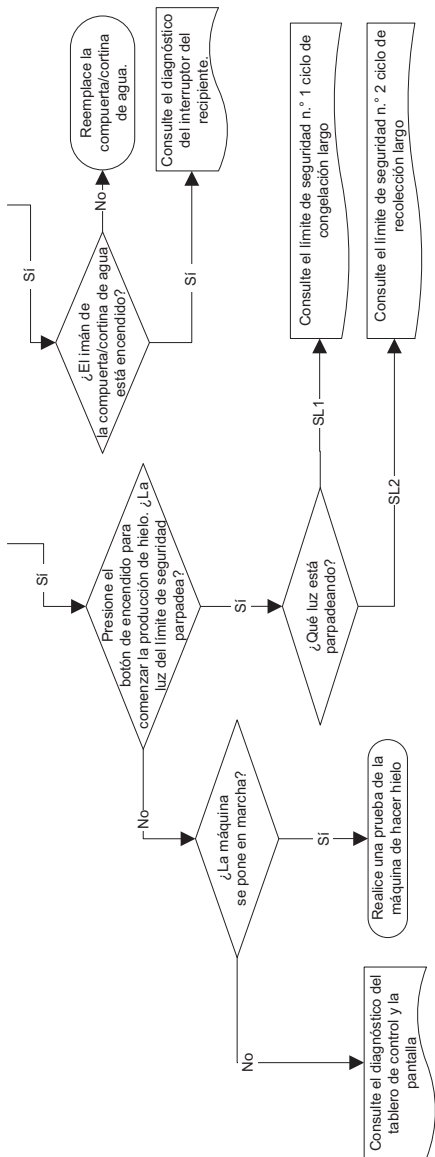 Sí
¿El imán de
la compuerta/cortina de agua
está encendido?
No
Reemplace la
compuerta/cortina
de agua.
Sí
Consulte el diagnóstico
del interruptor del
recipiente.
Sí
Presione el
botón de encendido para
comenzar la producción de hielo. ¿La
luz del límite de seguridad
parpadea?
Sí
¿Qué luz está
parpadeando?
SL1
Consulte el límite de seguridad n.° 1 ciclo de
congelación largo
SL2
Consulte el límite de seguridad n.° 2 ciclo de
recolección largo
No
¿La máquina
se pone en marcha?
Sí
Realice una prueba de la
máquina de hacer hielo
No
Consulte el diagnóstico del
tablero de control y la
pantalla